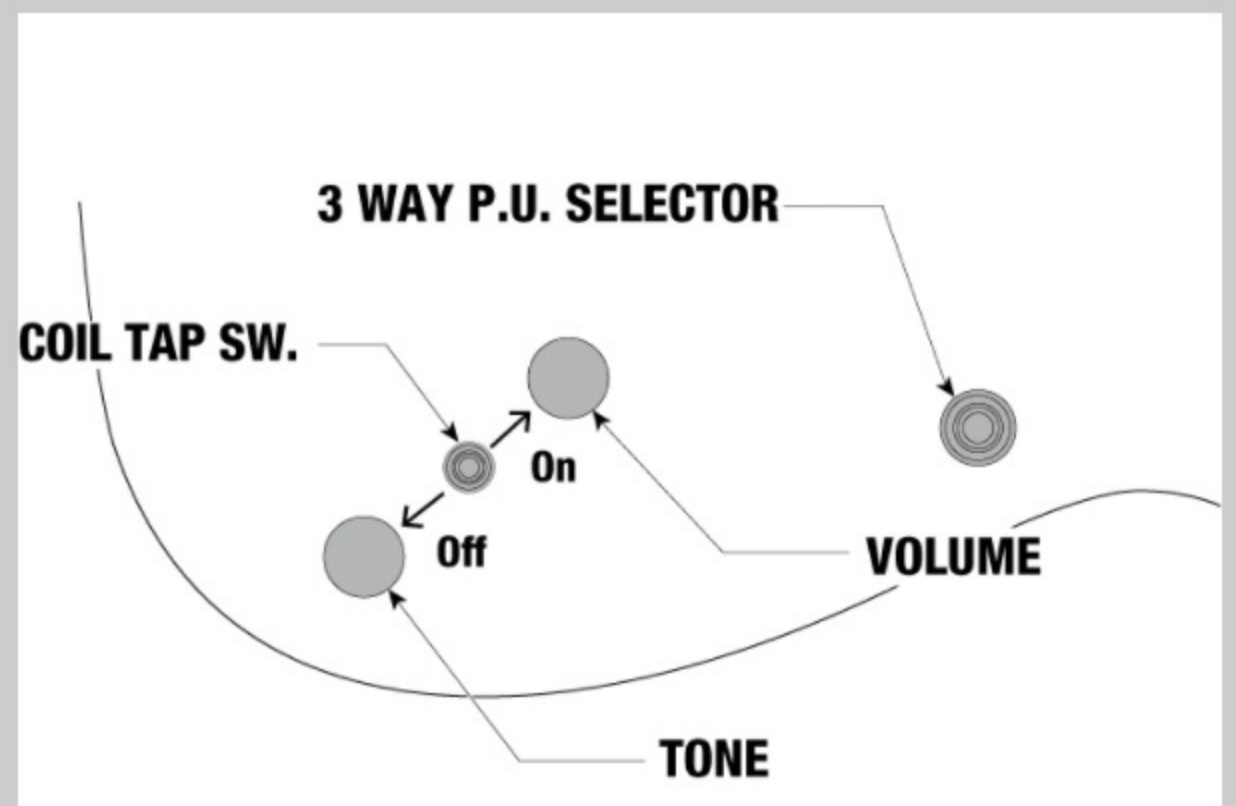 3 WAY P.U. SELECTOR
COIL TAP SW.
On
Off
VOLUME
TONE